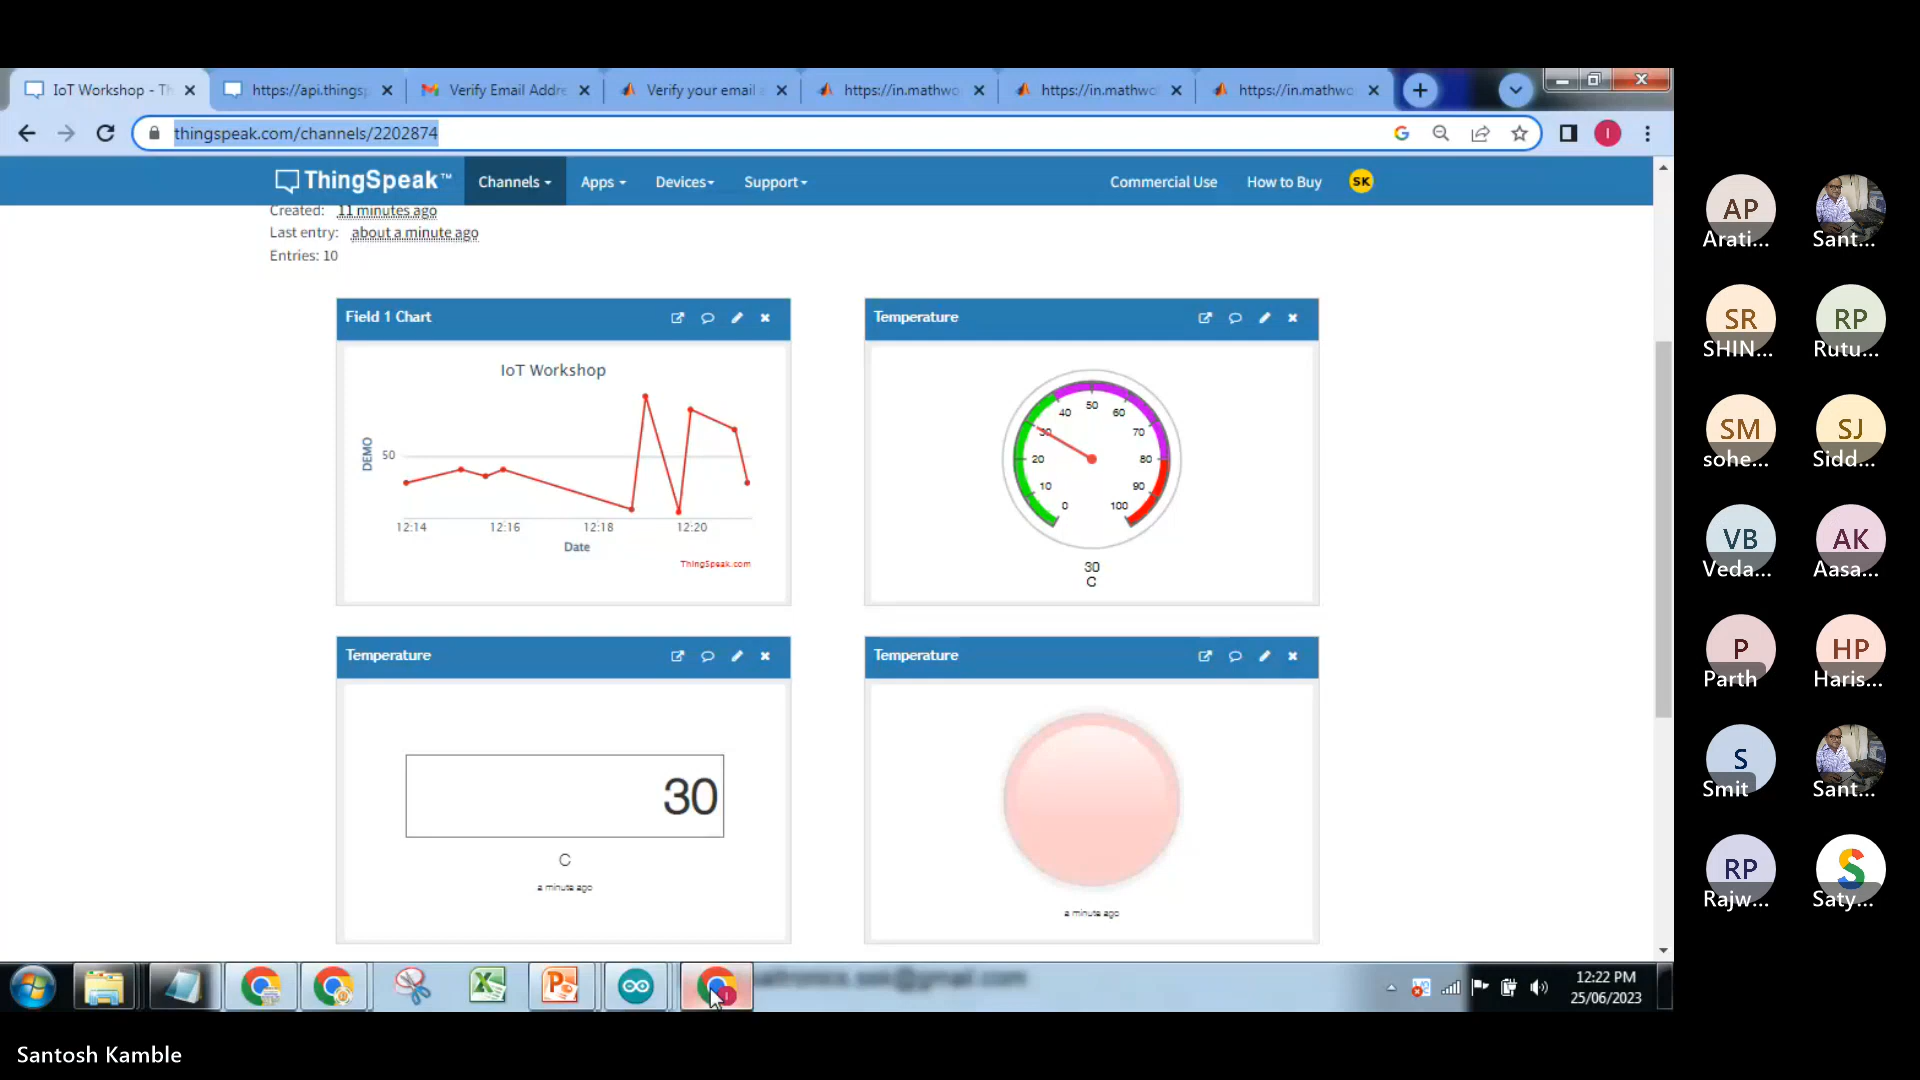 IoT Workshop - Th
https://api.thingsp
Verify Email Addre
Verify your email a
https://in.mathwo
https://in.mathwo
https://in.mathwo
thingspeak.com/channels/2202874
ThingSpeak™
Channels
Apps
Devices
Support
Commercial Use
How to Buy
SK
Created: 11 minutes ago
Last entry: about a minute ago
Entries: 10
Field 1 Chart
IoT Workshop
DEMO
50
12:14
12:16
12:18
12:20
Date
ThingSpeak.com
Temperature
0
10
20
30
40
50
60
70
80
90
100
30
C
Temperature
30
C
a minute ago
Temperature
a minute ago
12:22 PM
25/06/2023
AP
Arati...
Sant...
SR
SHIN...
RP
Rutu...
SM
sohe...
SJ
Sidd...
VB
Veda...
AK
Aasa...
P
Parth
HP
Haris...
S
Smit
Sant...
RP
Rajw...
S
Saty...
Santosh Kamble